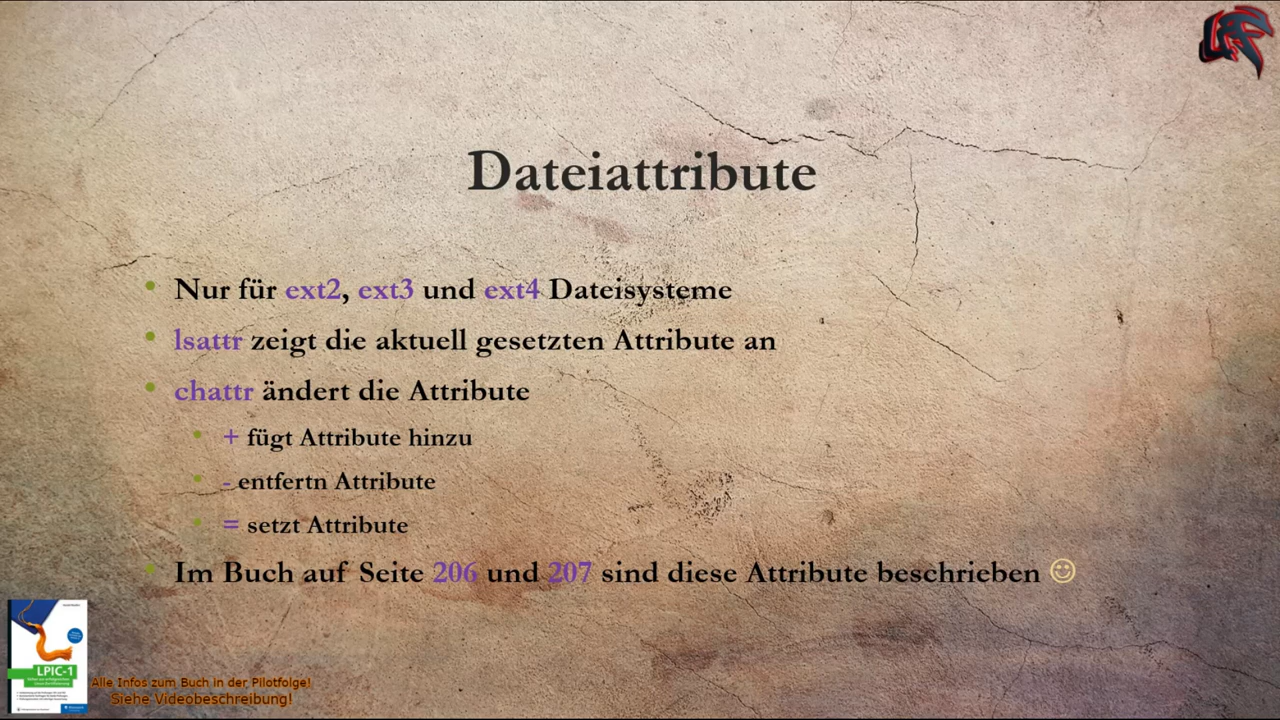 Dateiattribute
Nur für ext2, ext3 und ext4 Dateisysteme
lsattr zeigt die aktuell gesetzten Attribute an
chattr ändert die Attribute
+ fügt Attribute hinzu
- entfertn Attribute
= setzt Attribute
Im Buch auf Seite 206 und 207 sind diese Attribute beschrieben ☺
LPIC-1
Alle Infos zum Buch in der Pilotfolge!
Siehe Videobeschreibung!